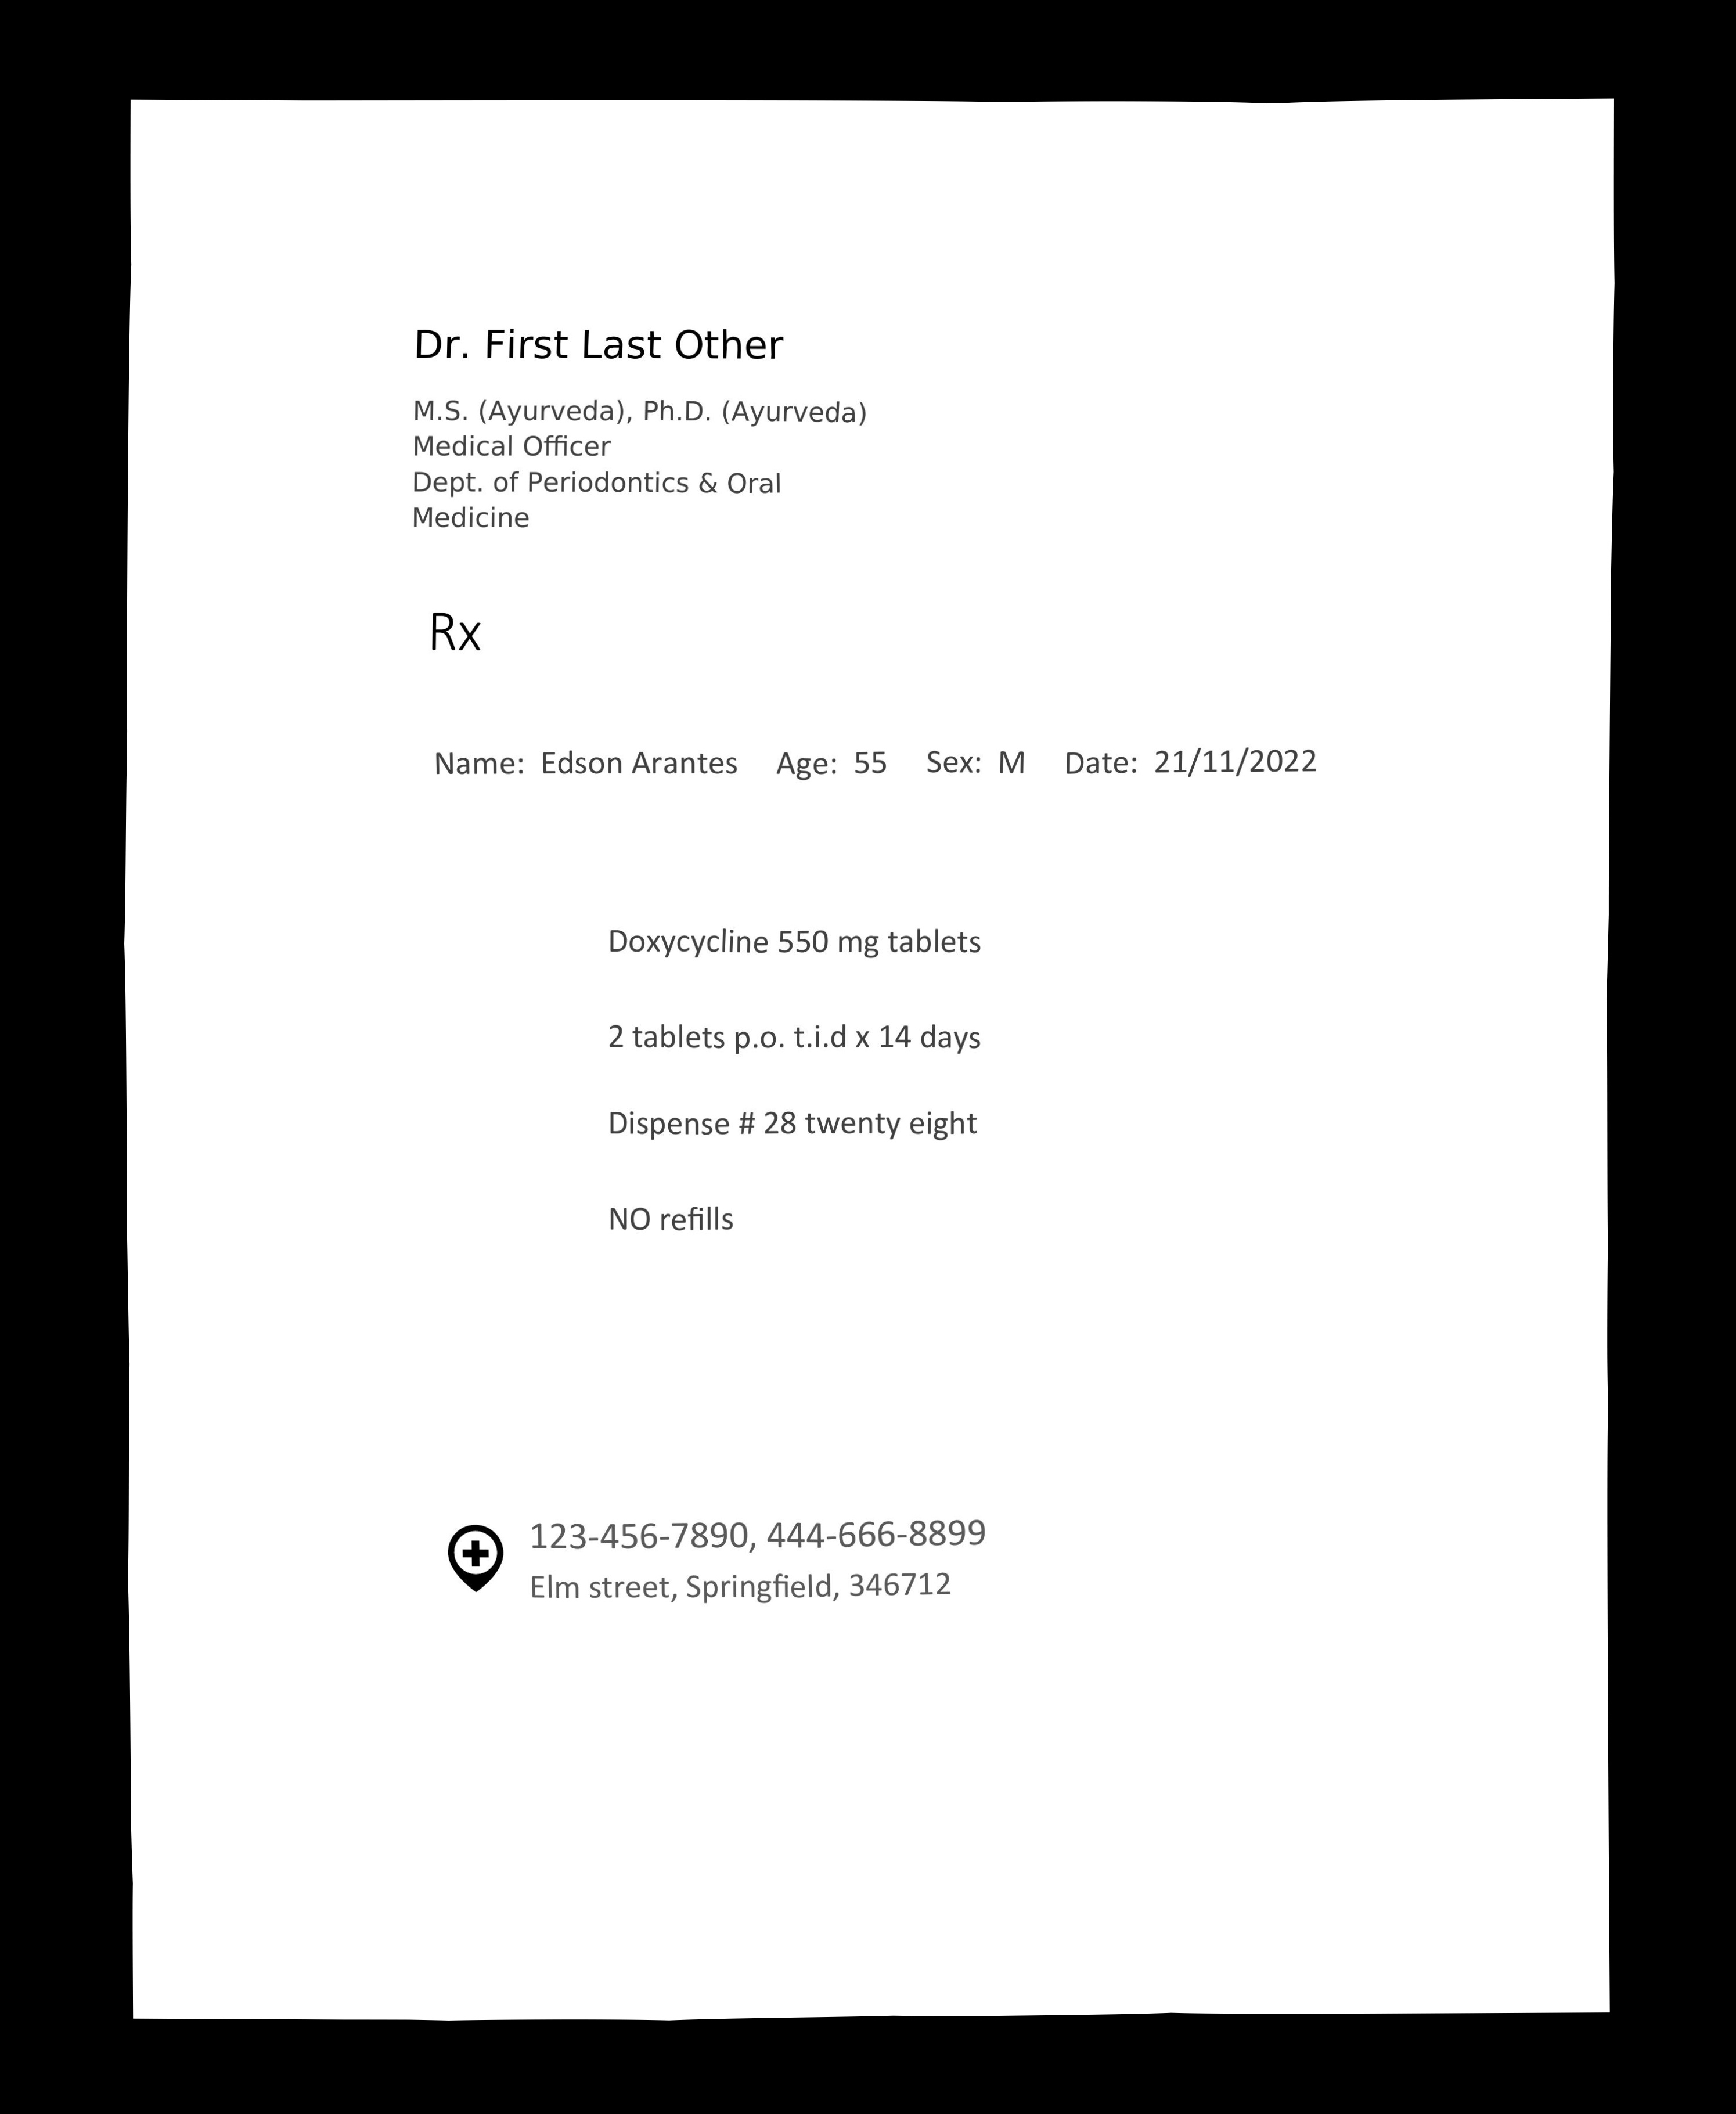 Dr. First Last Other
M.S. (Ayurveda), Ph.D. (Ayurveda)
Medical Officer
Dept. of Periodontics & Oral
Medicine
Rx
Name: Edson Arantes Age: 55 Sex: M Date: 21/11/2022
Doxycycline 550 mg tablets
2 tablets p.o. t.i.d x 14 days
Dispense # 28 twenty eight
NO refills
123-456-7890, 444-666-8899
Elm street, Springfield, 346712